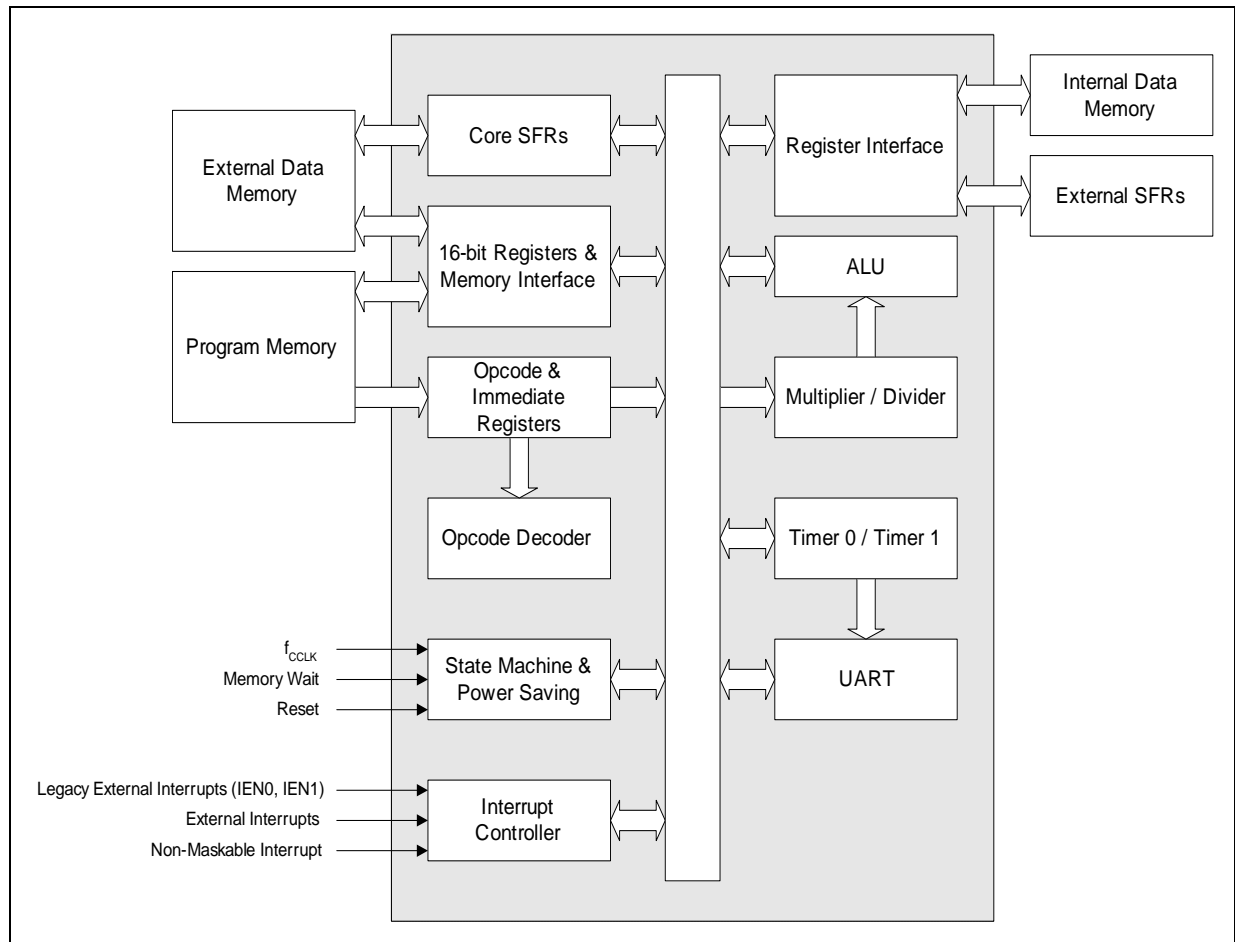 Internal Data
Memory
Core SFRs
Register Interface
External Data
Memory
External SFRs
16-bit Registers &
Memory Interface
ALU
Program Memory
Opcode &
Immediate
Registers
Multiplier / Divider
Opcode Decoder
Timer 0 / Timer 1
fCCLK
Memory Wait
Reset
State Machine &
Power Saving
UART
Legacy External Interrupts (IEN0, IEN1)
External Interrupts
Non-Maskable Interrupt
Interrupt
Controller